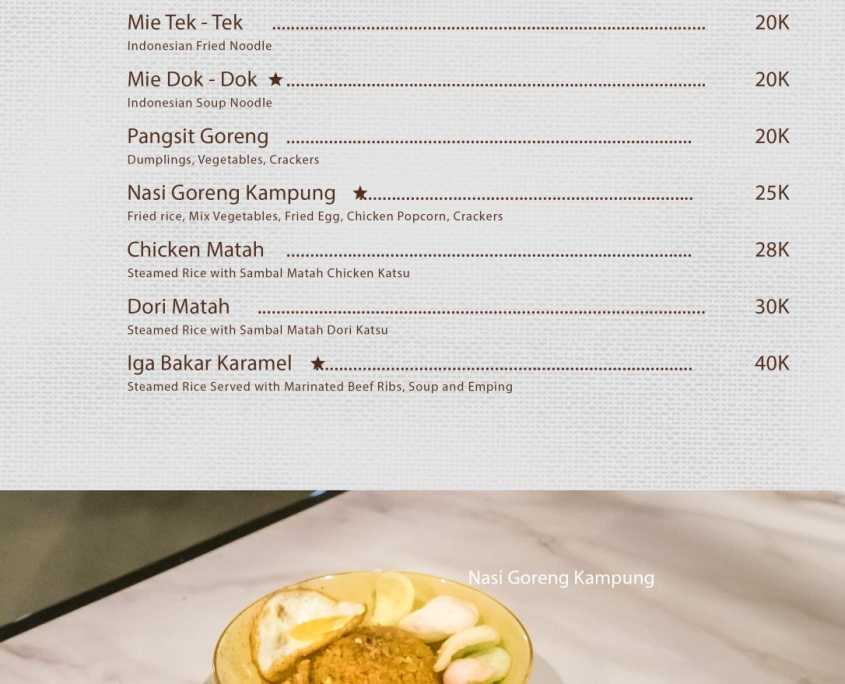 Mie Tek - Tek ........................ 20K
Indonesian Fried Noodle
Mie Dok - Dok ★........................ 20K
Indonesian Soup Noodle
Pangsit Goreng ........................ 20K
Dumplings, Vegetables, Crackers
Nasi Goreng Kampung ★........................ 25K
Fried rice, Mix Vegetables, Fried Egg, Chicken Popcorn, Crackers
Chicken Matah ........................ 28K
Steamed Rice with Sambal Matah Chicken Katsu
Dori Matah ........................ 30K
Steamed Rice with Sambal Matah Dori Katsu
Iga Bakar Karamel ★........................ 40K
Steamed Rice Served with Marinated Beef Ribs, Soup and Emping
Nasi Goreng Kampung